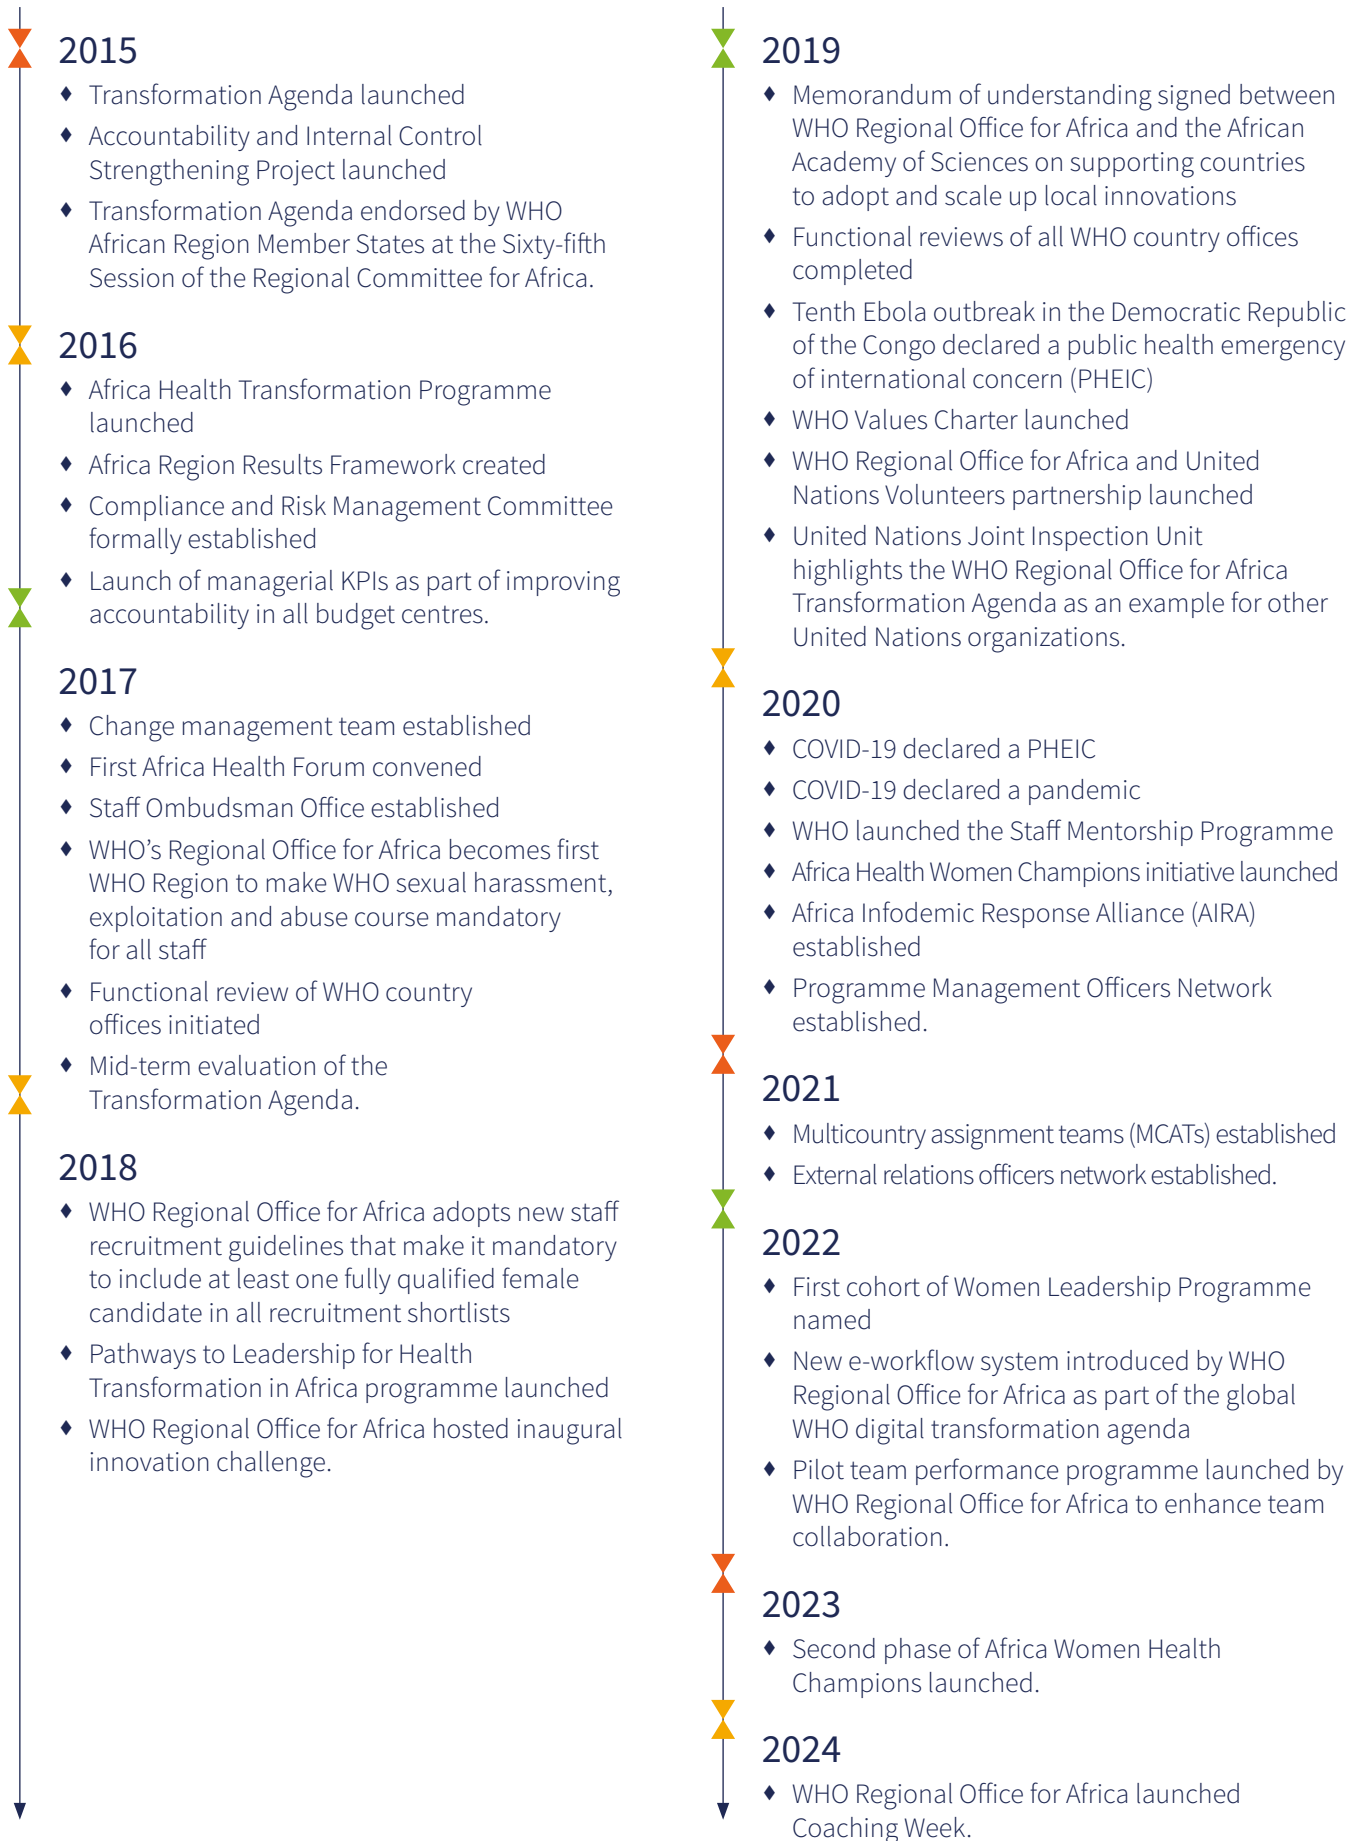 2015
♦ Transformation Agenda launched
♦ Accountability and Internal Control
Strengthening Project launched
♦ Transformation Agenda endorsed by WHO
African Region Member States at the Sixty-fifth
Session of the Regional Committee for Africa.
2016
♦ Africa Health Transformation Programme
launched
♦ Africa Region Results Framework created
♦ Compliance and Risk Management Committee
formally established
♦ Launch of managerial KPIs as part of improving
accountability in all budget centres.
2017
♦ Change management team established
♦ First Africa Health Forum convened
♦ Staff Ombudsman Office established
♦ WHO’s Regional Office for Africa becomes first
WHO Region to make WHO sexual harassment,
exploitation and abuse course mandatory
for all staff
♦ Functional review of WHO country
offices initiated
♦ Mid-term evaluation of the
Transformation Agenda.
2018
♦ WHO Regional Office for Africa adopts new staff
recruitment guidelines that make it mandatory
to include at least one fully qualified female
candidate in all recruitment shortlists
♦ Pathways to Leadership for Health
Transformation in Africa programme launched
♦ WHO Regional Office for Africa hosted inaugural
innovation challenge.
2019
♦ Memorandum of understanding signed between
WHO Regional Office for Africa and the African
Academy of Sciences on supporting countries
to adopt and scale up local innovations
♦ Functional reviews of all WHO country offices
completed
♦ Tenth Ebola outbreak in the Democratic Republic
of the Congo declared a public health emergency
of international concern (PHEIC)
♦ WHO Values Charter launched
♦ WHO Regional Office for Africa and United
Nations Volunteers partnership launched
♦ United Nations Joint Inspection Unit
highlights the WHO Regional Office for Africa
Transformation Agenda as an example for other
United Nations organizations.
2020
♦ COVID-19 declared a PHEIC
♦ COVID-19 declared a pandemic
♦ WHO launched the Staff Mentorship Programme
♦ Africa Health Women Champions initiative launched
♦ Africa Infodemic Response Alliance (AIRA)
established
♦ Programme Management Officers Network
established.
2021
♦ Multicountry assignment teams (MCATs) established
♦ External relations officers network established.
2022
♦ First cohort of Women Leadership Programme
named
♦ New e-workflow system introduced by WHO
Regional Office for Africa as part of the global
WHO digital transformation agenda
♦ Pilot team performance programme launched by
WHO Regional Office for Africa to enhance team
collaboration.
2023
♦ Second phase of Africa Women Health
Champions launched.
2024
♦ WHO Regional Office for Africa launched
Coaching Week.